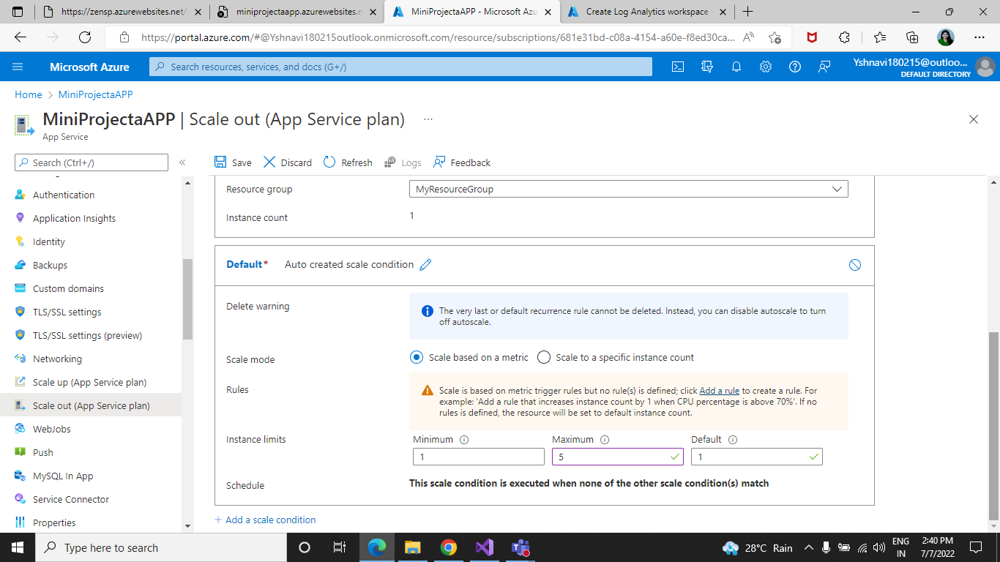 https://zensp.azurewebsites.net/
miniprojectaapp.azurewebsites.n
MiniProjectaAPP - Microsoft Azu
Create Log Analytics workspace
https://portal.azure.com/#@Yshnavi180215outlook.onmicrosoft.com/resource/subscriptions/681e31bd-c08a-4154-a60e-f8ed30ca...
Microsoft Azure
Search resources, services, and docs (G+/)
Yshnavi180215@outloo...
DEFAULT DIRECTORY
Home > MiniProjectaAPP
MiniProjectaAPP | Scale out (App Service plan) ...
App Service
Search (Ctrl+/)
«
Save
Discard
Refresh
Logs
Feedback
Authentication
Application Insights
Identity
Backups
Custom domains
TLS/SSL settings
TLS/SSL settings (preview)
Networking
Scale up (App Service plan)
Scale out (App Service plan)
WebJobs
Push
MySQL In App
Service Connector
Properties
Resource group
MyResourceGroup
Instance count
1
Default* Auto created scale condition
Delete warning
The very last or default recurrence rule cannot be deleted. Instead, you can disable autoscale to turn
off autoscale.
Scale mode
Scale based on a metric
Scale to a specific instance count
Rules
Scale is based on metric trigger rules but no rule(s) is defined; click Add a rule to create a rule. For
example: 'Add a rule that increases instance count by 1 when CPU percentage is above 70%'. If no
rules is defined, the resource will be set to default instance count.
Instance limits
Minimum
Maximum
Default
1
5
1
Schedule
This scale condition is executed when none of the other scale condition(s) match
+ Add a scale condition
Type here to search
28°C Rain
ENG
IN
2:40 PM
7/7/2022